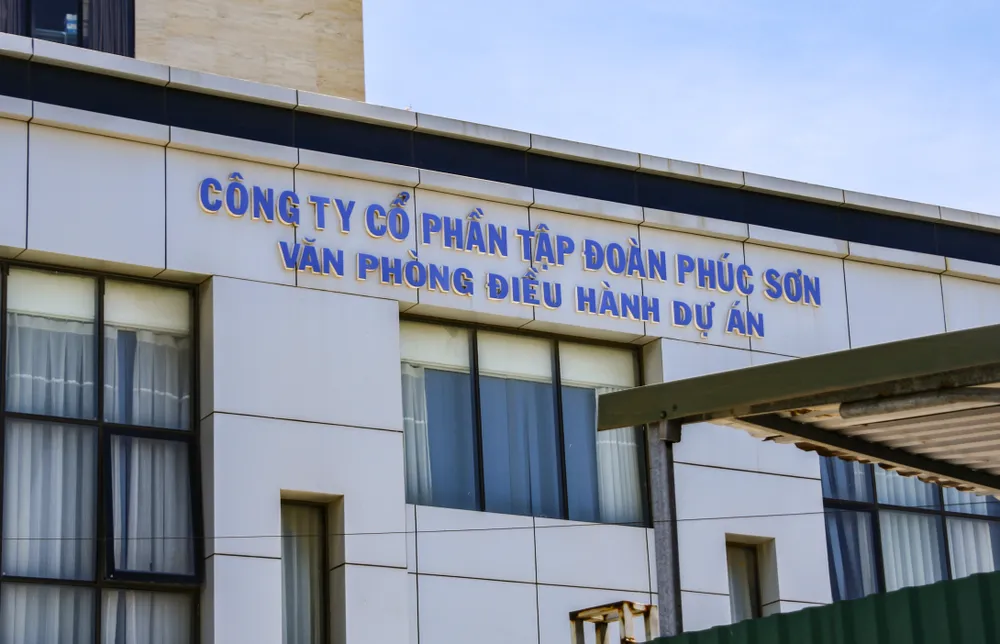 CÔNG TY CỔ PHẦN TẬP ĐOÀN PHÚC SƠN
VĂN PHÒNG ĐIỀU HÀNH DỰ ÁN